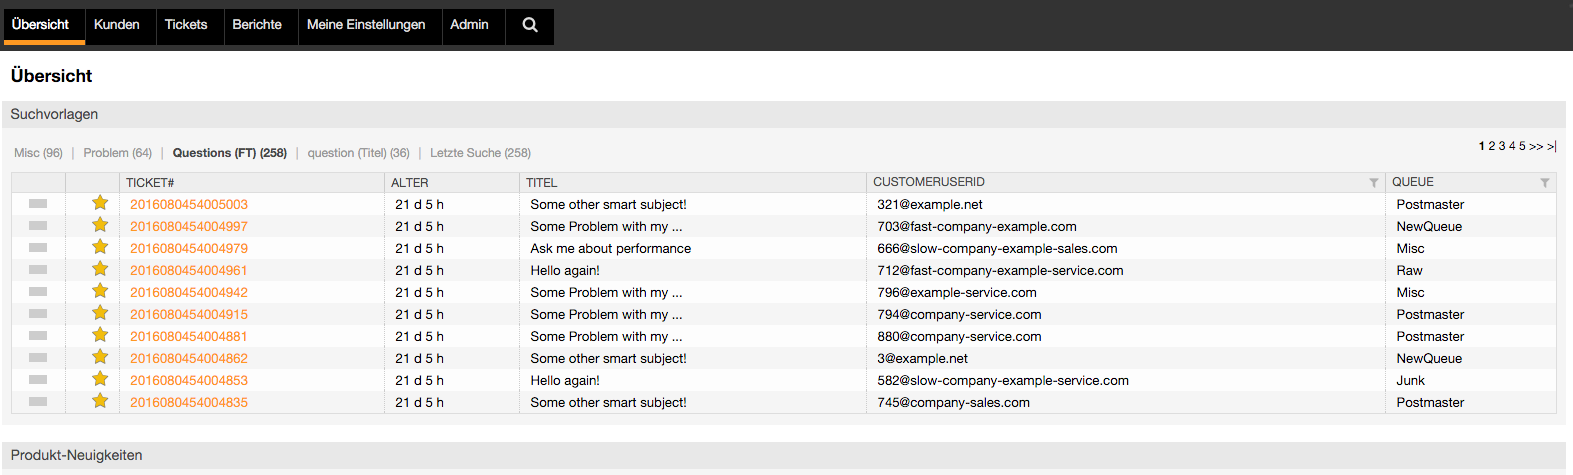 Übersicht Kunden Tickets Berichte Meine Einstellungen Admin
Übersicht
Suchvorlagen
Misc (96) | Problem (64) | Questions (FT) (258) | question (Titel) (36) | Letzte Suche (258)
1 2 3 4 5 >> >|
TICKET# ALTER TITEL CUSTOMERUSERID QUEUE
2016080454005003 21 d 5 h Some other smart subject! 321@example.net Postmaster
2016080454004997 21 d 5 h Some Problem with my ... 703@fast-company-example.com NewQueue
2016080454004979 21 d 5 h Ask me about performance 666@slow-company-example-sales.com Misc
2016080454004961 21 d 5 h Hello again! 712@fast-company-example-service.com Raw
2016080454004942 21 d 5 h Some Problem with my ... 796@example-service.com Misc
2016080454004915 21 d 5 h Some Problem with my ... 794@company-service.com Postmaster
2016080454004881 21 d 5 h Some Problem with my ... 880@company-service.com Postmaster
2016080454004862 21 d 5 h Some other smart subject! 3@example.net NewQueue
2016080454004853 21 d 5 h Hello again! 582@slow-company-example-service.com Junk
2016080454004835 21 d 5 h Some other smart subject! 745@company-sales.com Postmaster
Produkt-Neuigkeiten